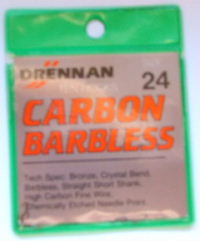 DRENNAN
24
CARBON
BARBLESS
Tech Spec: Bronze, Crystal Bend,
Barbless, Straight Short Shank,
High Carbon Fine Wire,
Chemically Etched Needle Point.